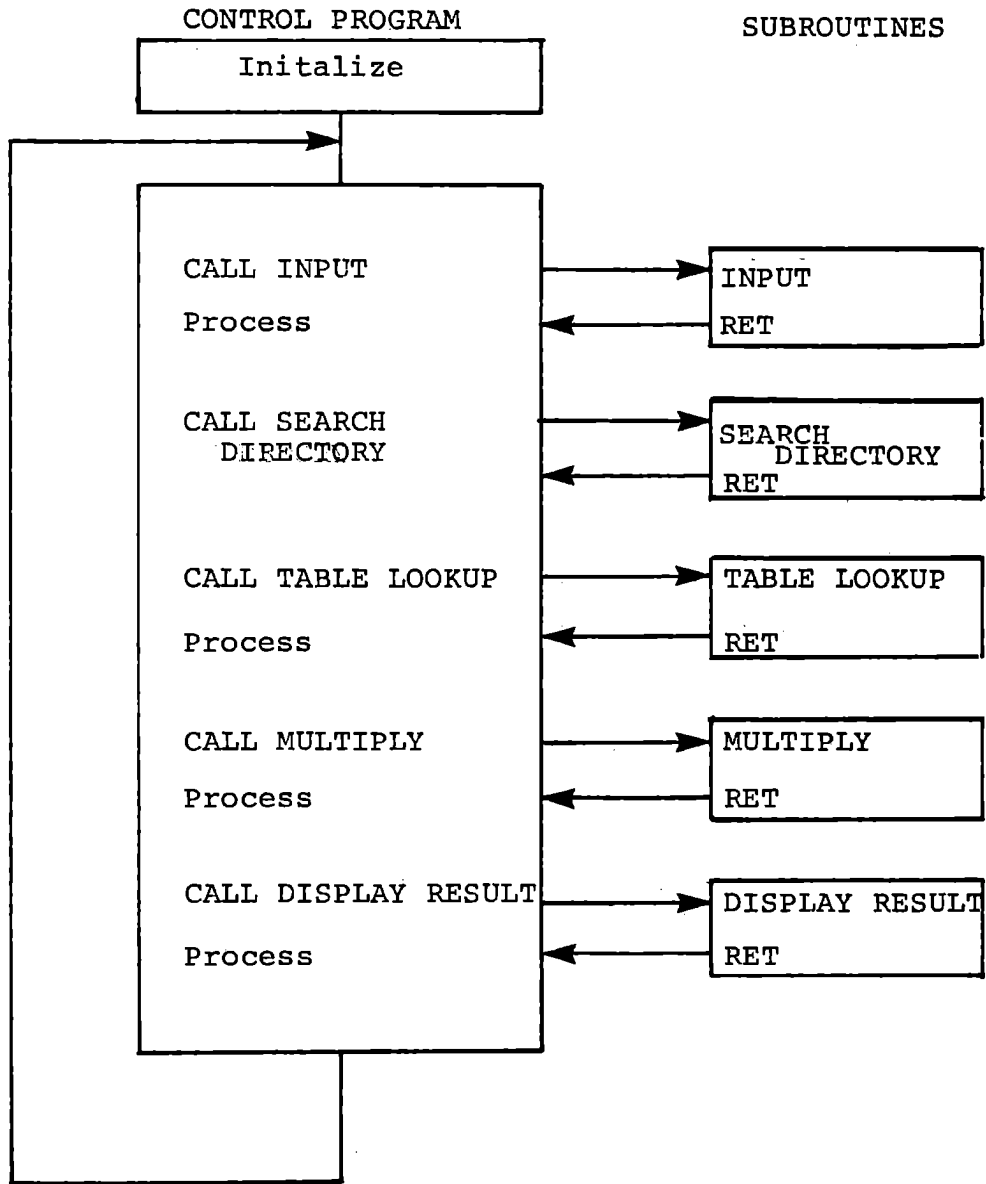 CONTROL PROGRAM
SUBROUTINES
Initalize
CALL INPUT
INPUT
Process
RET
CALL SEARCH
DIRECTORY
SEARCH
DIRECTORY
RET
CALL TABLE LOOKUP
TABLE LOOKUP
Process
RET
CALL MULTIPLY
MULTIPLY
Process
RET
CALL DISPLAY RESULT
DISPLAY RESULT
Process
RET